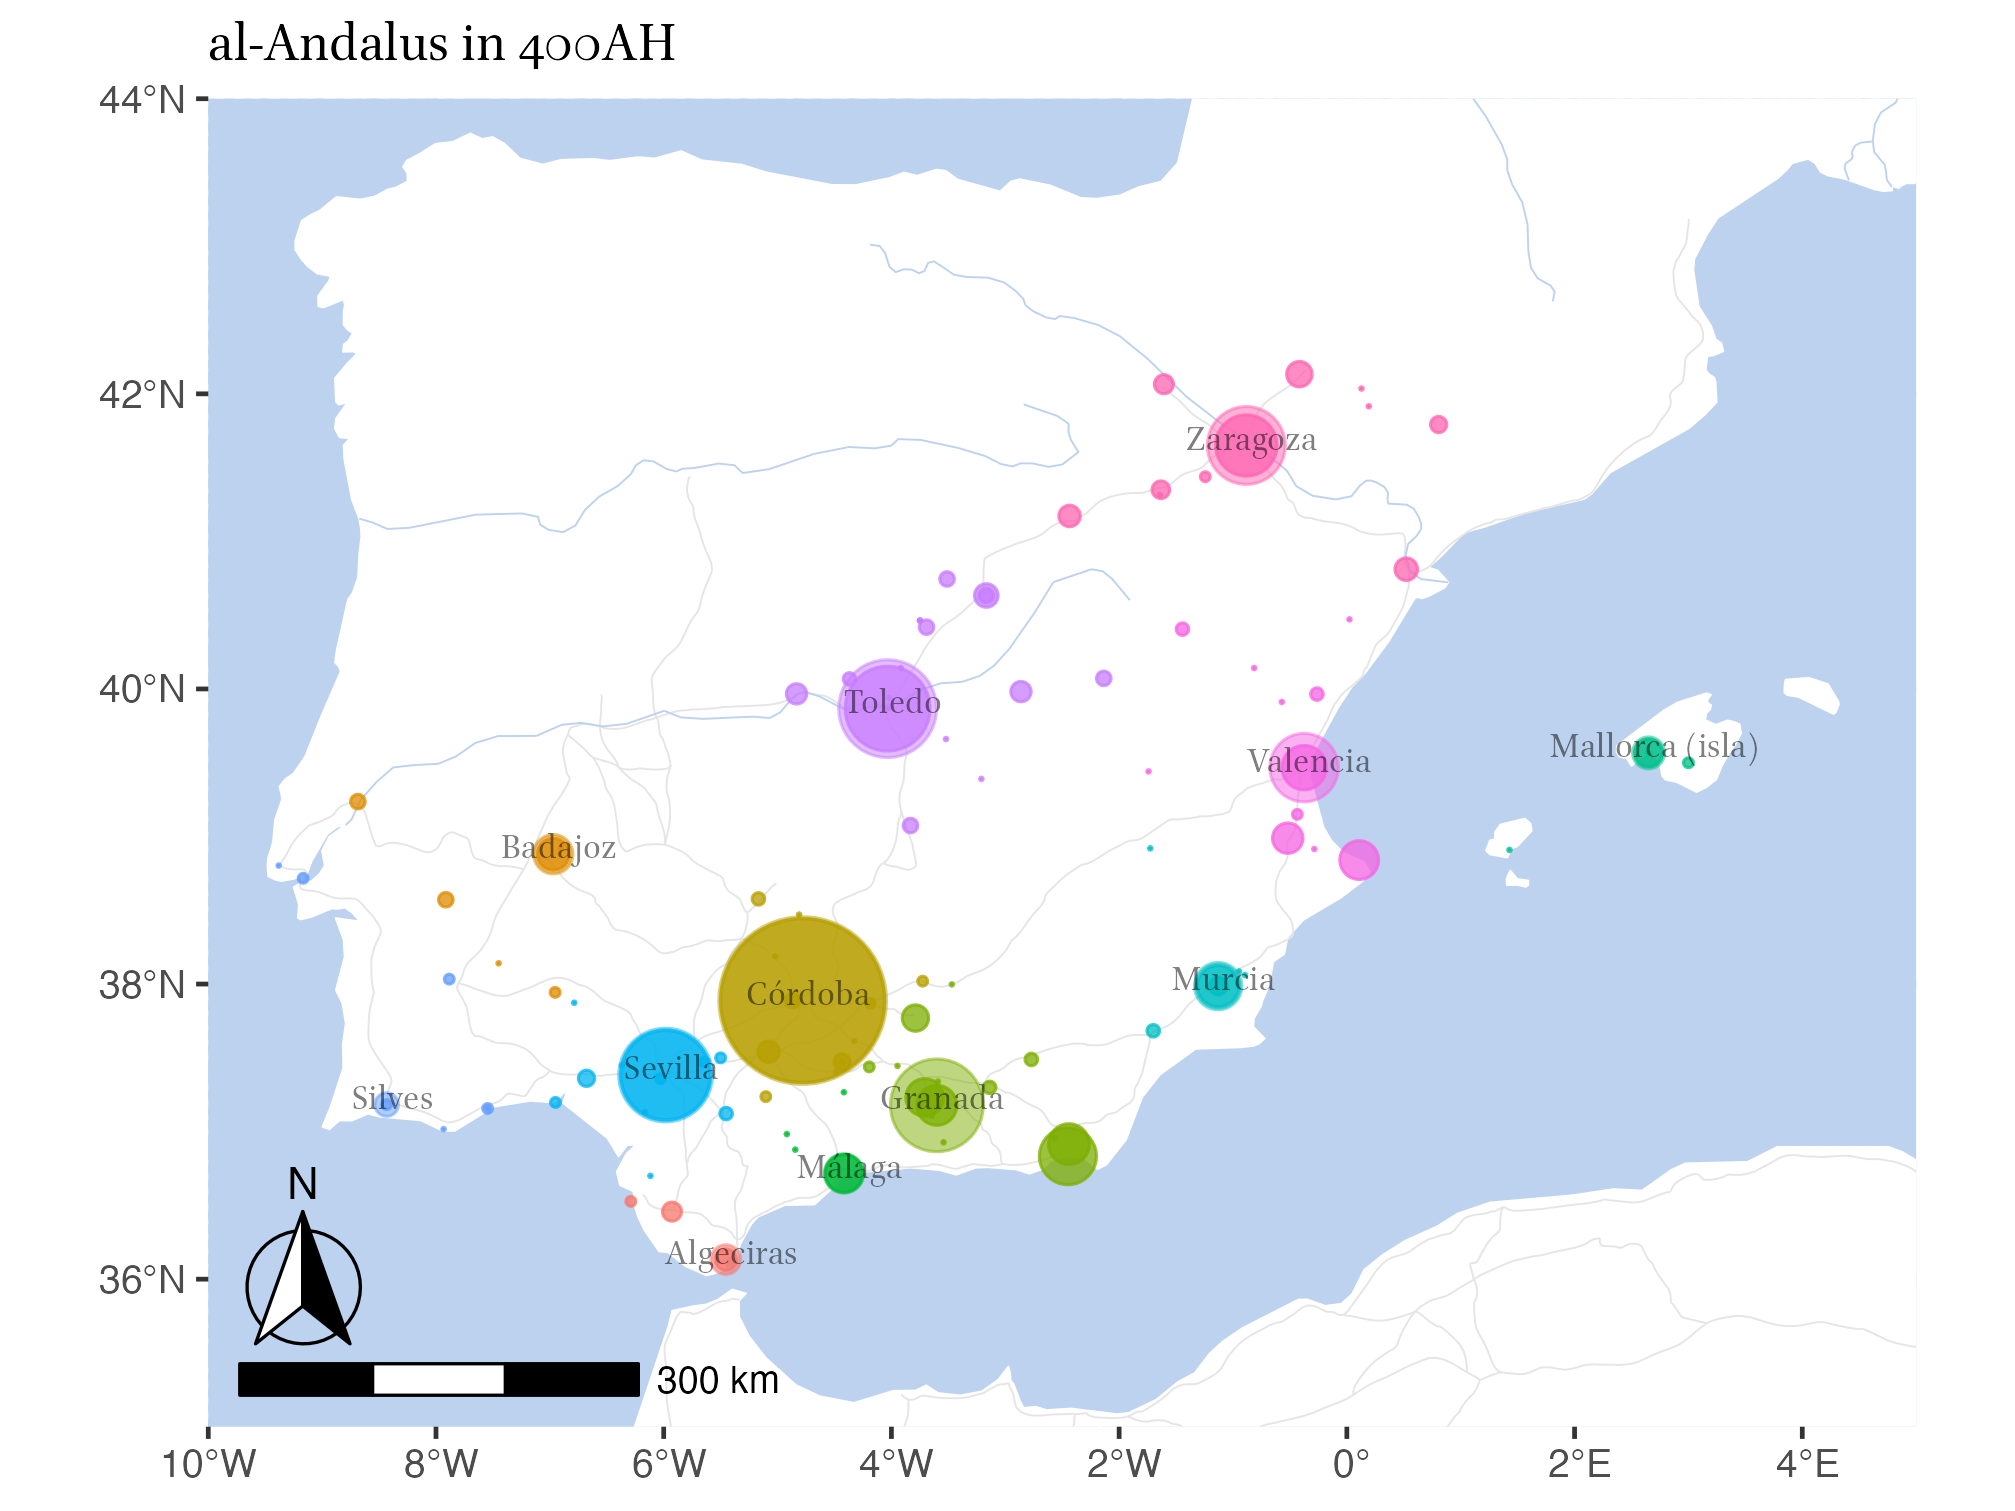 al-Andalus in 400AH
44°N
42°N
Zaragoza
40°N
Toledo
Mallorca (isla)
Valencia
Badajoz
38°N
Murcia
Córdoba
Sevilla
Silves
Granada
Malaga
N
36°N
Algeciras
300 km
10°W
8°W
6°W
4°W
2°W
0°
2°E
4°E